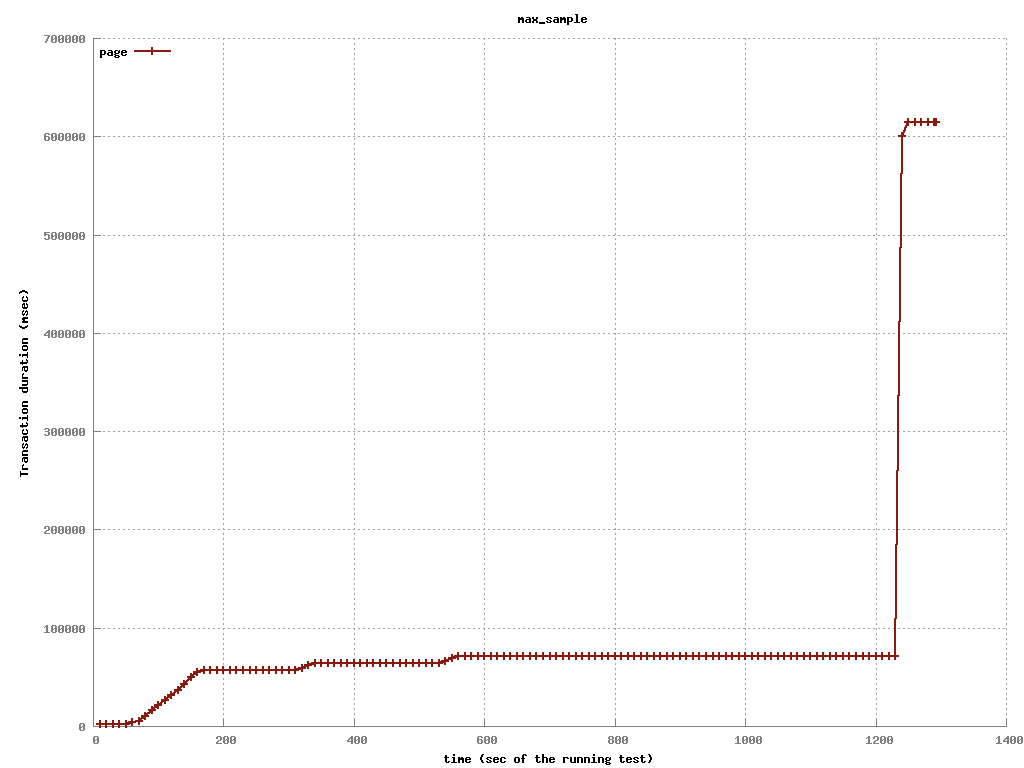 max_sample
700000
page
600000
500000
400000
300000
200000
100000
0
Transaction duration (msec)
0 200 400 600 800 1000 1200 1400
time (sec of the running test)